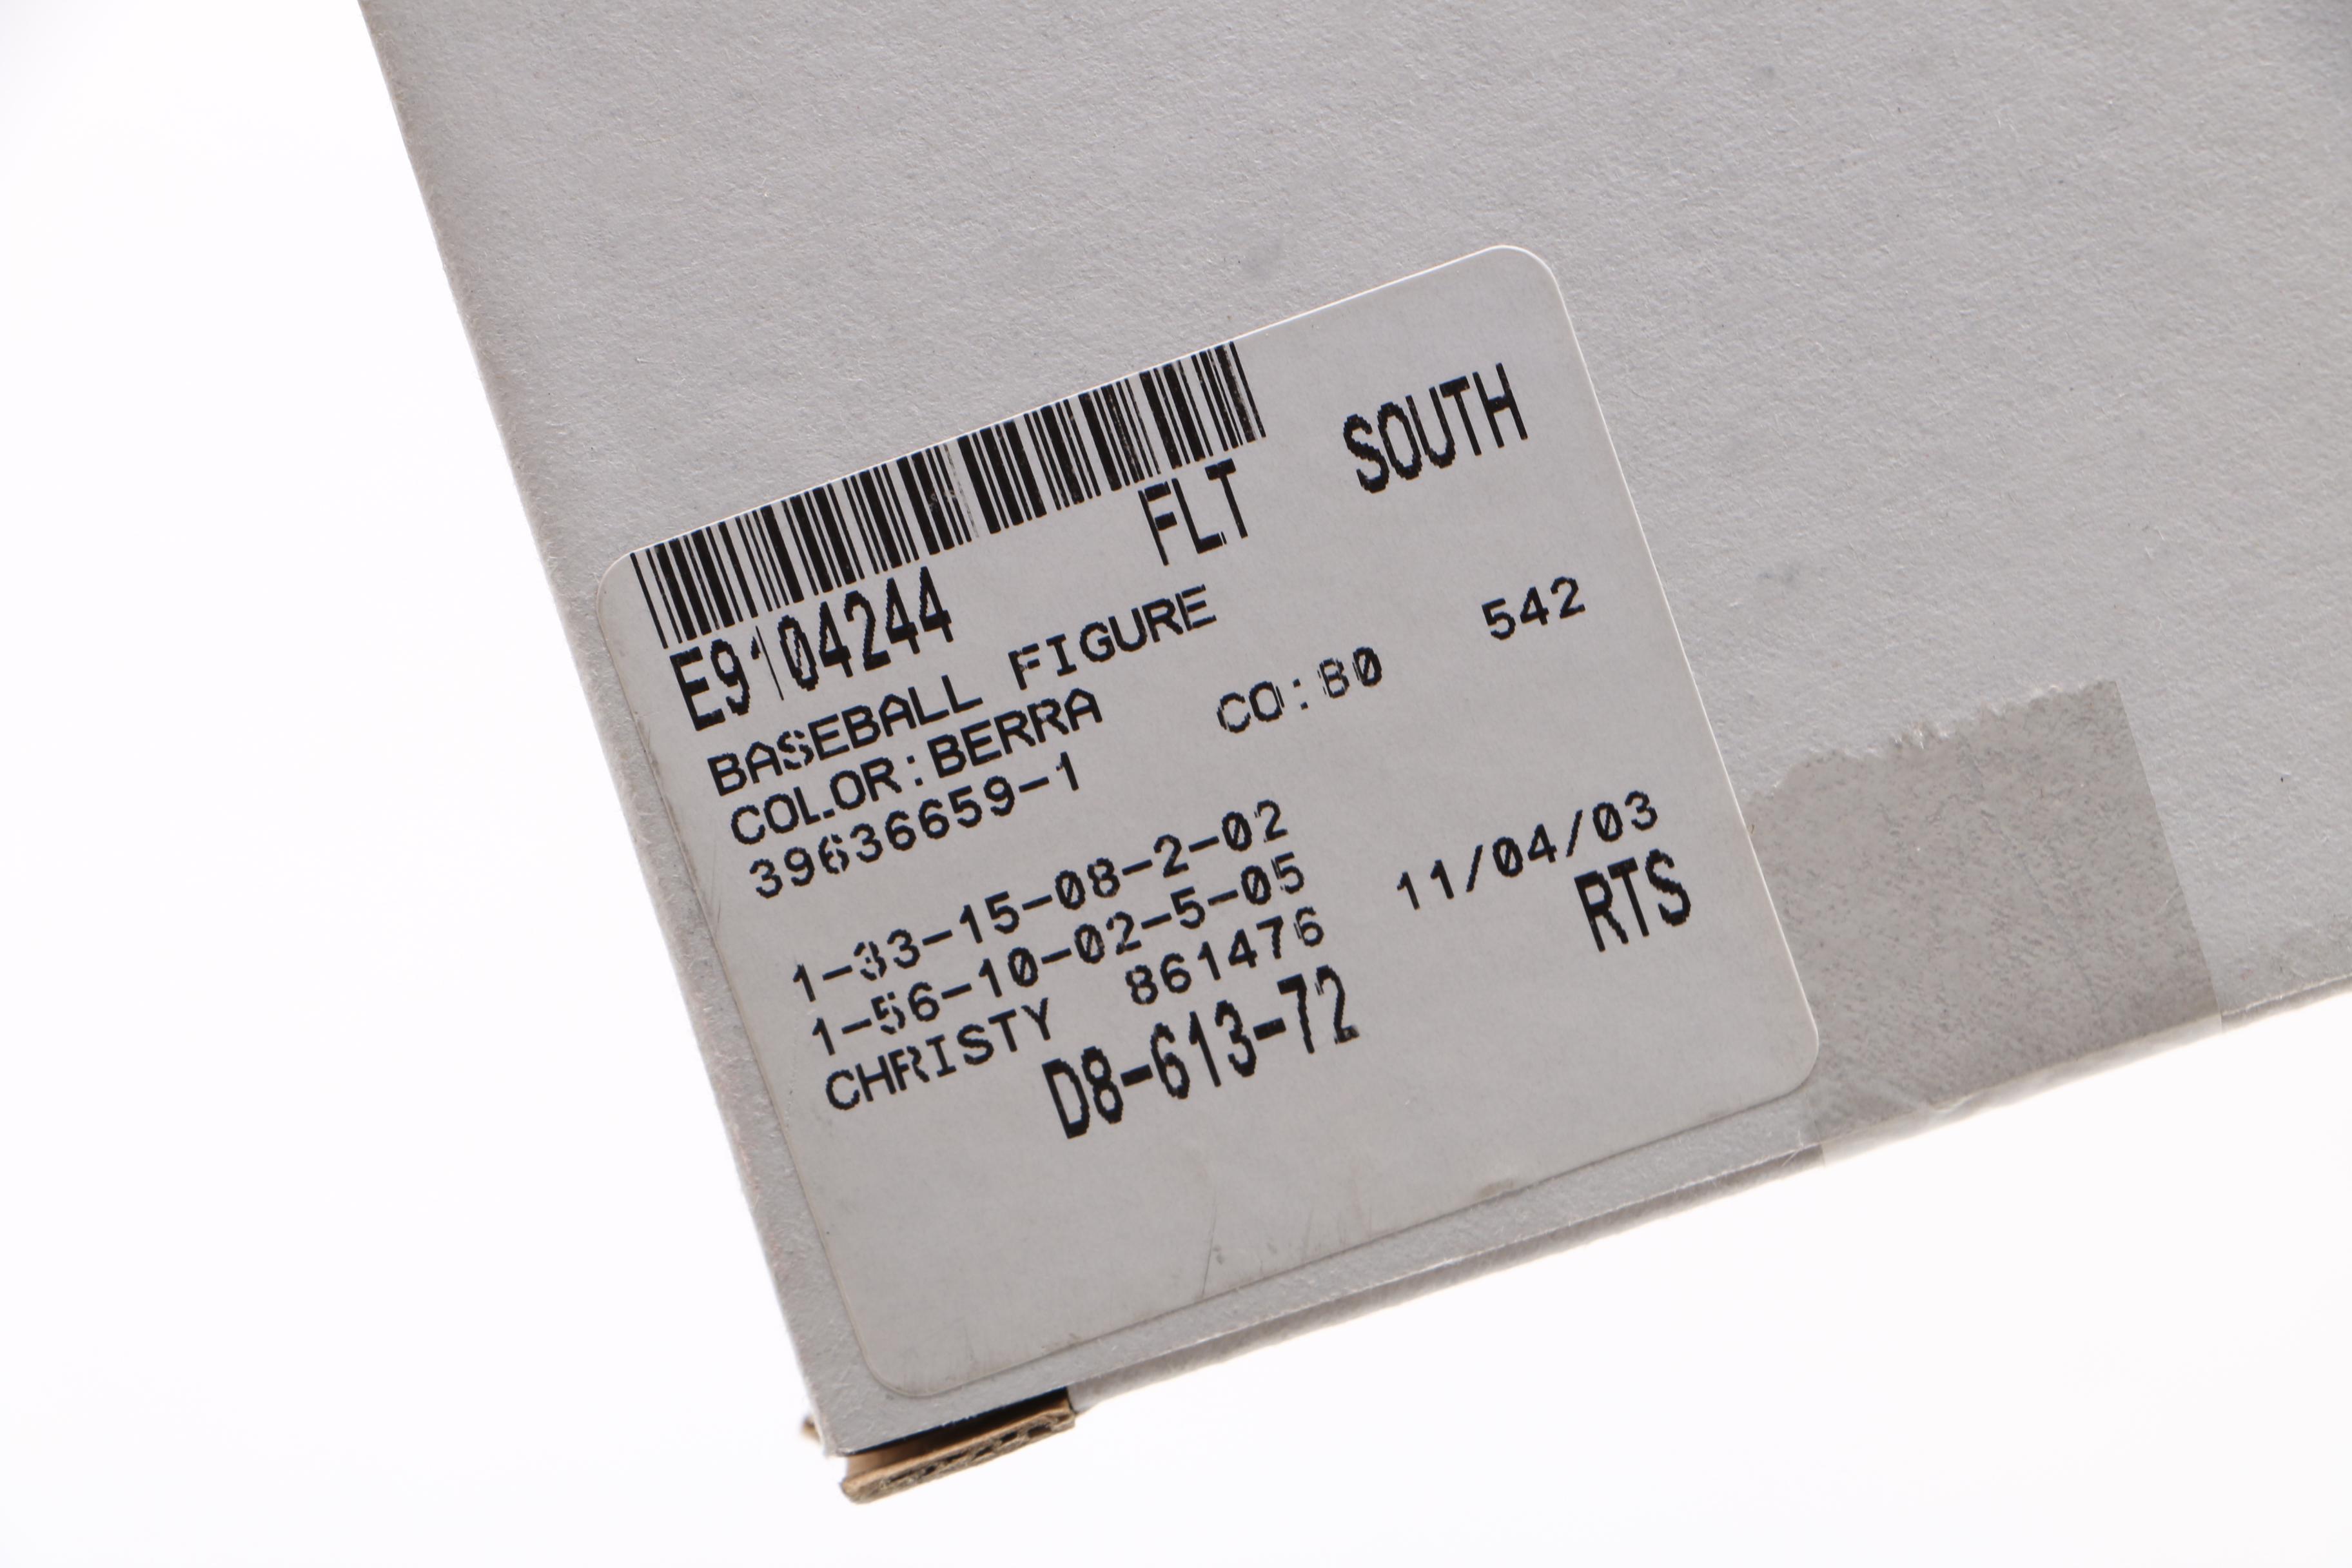 SOUTH
E9104244 FLT
BASEBALL FIGURE 542
COLOR:BERRA CO:80
39636659-1
1-33-15-08-2-02
1-56-10-02-5-05 11/04/03
CHRISTY 861476 RTS
D8-613-72